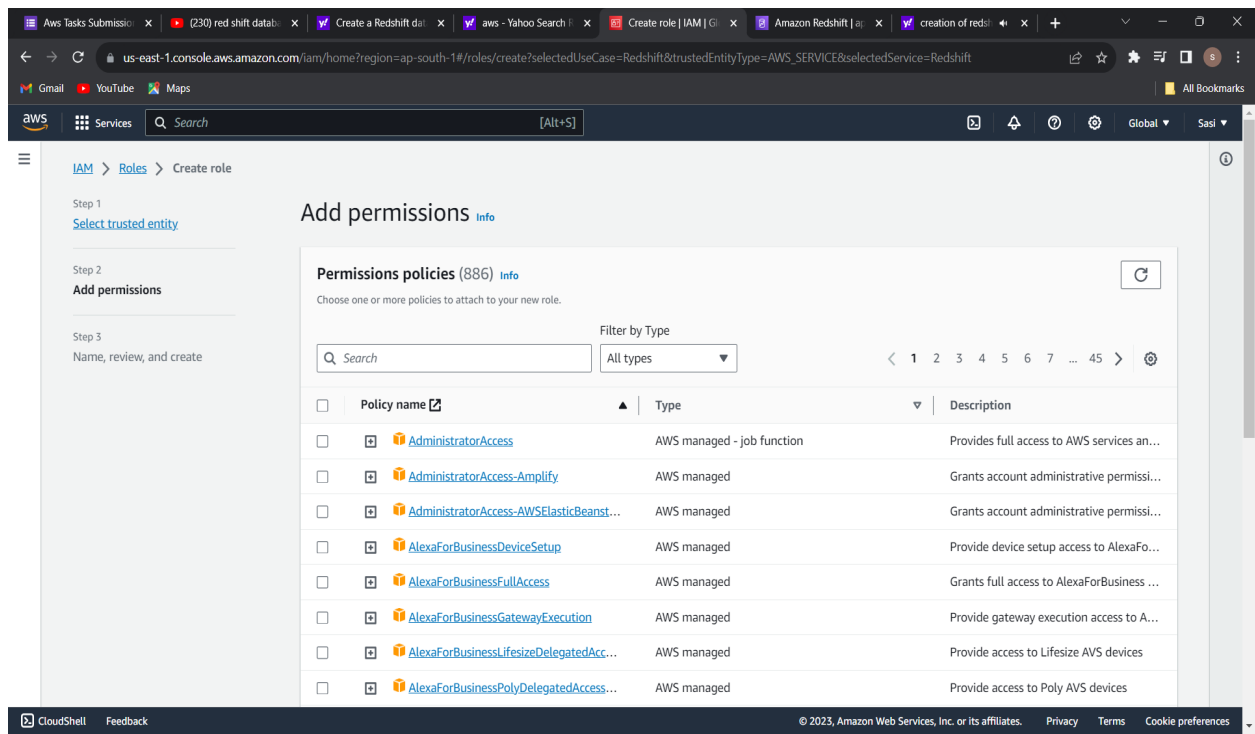 Aws Tasks Submissio
(230) red shift databa
Create a Redshift dat
aws - Yahoo Search R
Create role | IAM | Gl
Amazon Redshift | ap
creation of redsh
us-east-1.console.aws.amazon.com/iam/home?region=ap-south-1#/roles/create?selectedUseCase=Redshift&trustedEntityType=AWS_SERVICE&selectedService=Redshift
S
Gmail YouTube Maps All Bookmarks
aws Services Search [Alt+S] Global Sasi
IAM > Roles > Create role
Step 1
Select trusted entity
Step 2
Add permissions
Step 3
Name, review, and create
Add permissions Info
Permissions policies (886) Info
Choose one or more policies to attach to your new role.
Filter by Type
Search All types 1 2 3 4 5 6 7 ... 45
Policy name Type Description
AdministratorAccess AWS managed - job function Provides full access to AWS services an...
AdministratorAccess-Amplify AWS managed Grants account administrative permissi...
AdministratorAccess-AWSElasticBeanst... AWS managed Grants account administrative permissi...
AlexaForBusinessDeviceSetup AWS managed Provide device setup access to AlexaFo...
AlexaForBusinessFullAccess AWS managed Grants full access to AlexaForBusiness ...
AlexaForBusinessGatewayExecution AWS managed Provide gateway execution access to A...
AlexaForBusinessLifesizeDelegatedAcc... AWS managed Provide access to Lifesize AVS devices
AlexaForBusinessPolyDelegatedAccess... AWS managed Provide access to Poly AVS devices
CloudShell Feedback © 2023, Amazon Web Services, Inc. or its affiliates. Privacy Terms Cookie preferences